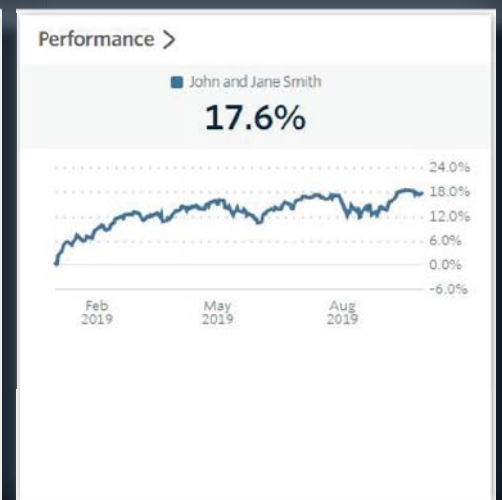 Performance >
John and Jane Smith
17.6%
24.0%
18.0%
12.0%
6.0%
0.0%
-6.0%
Feb
2019
May
2019
Aug
2019